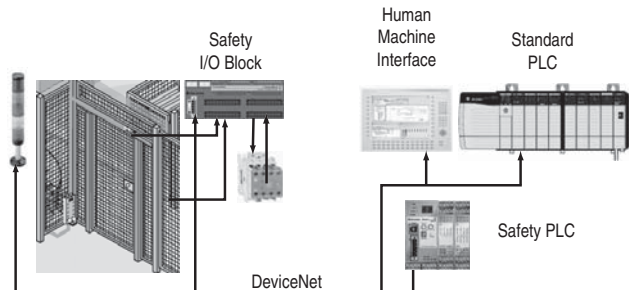 Safety
I/O Block
Human
Machine
Interface
Standard
PLC
Safety PLC
DeviceNet